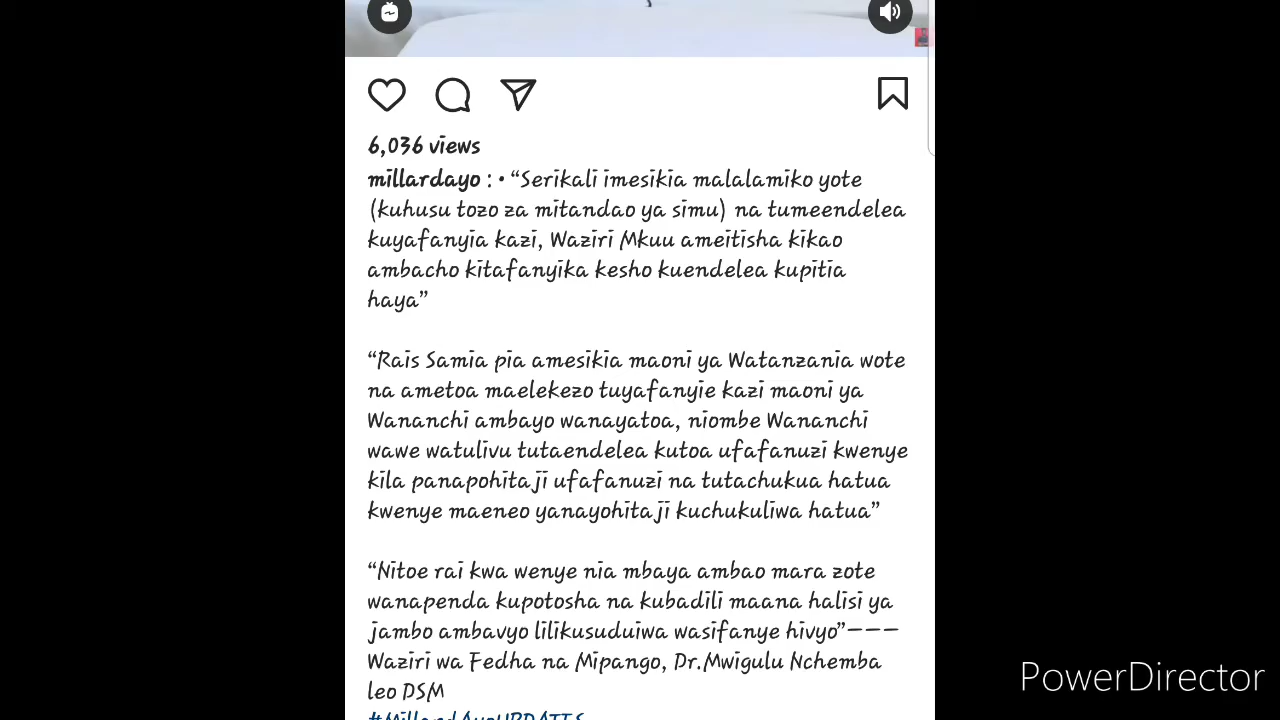 6,036 views
millardayo : • “Serikali imesikia malalamiko yote
(kuhusu tozo za mitandao ya simu) na tumeendelea
kuyafanyia kazi, Waziri Mkuu ameitisha kikao
ambacho kitafanyika kesho kuendelea kupitia
haya”
“Rais Samia pia amesikia maoni ya Watanzania wote
na ametoa maelekezo tuyafanyie kazi maoni ya
Wananchi ambayo wanayatoa, niombe Wananchi
wawe watulivu tutaendelea kutoa ufafanuzi kwenye
kila panapohitaji ufafanuzi na tutachukua hatua
kwenye maeneo yanayohitaji kuchukuliwa hatua”
“Nitoe rai kwa wenye nia mbaya ambao mara zote
wanapenda kupotosha na kubadili maana halisi ya
jambo ambavyo lilikusuduiwa wasifanye hivyo”———
Waziri wa Fedha na Mipango, Dr.Mwigulu Nchemba
leo DSM
#MillardAyoUPDATES
PowerDirector